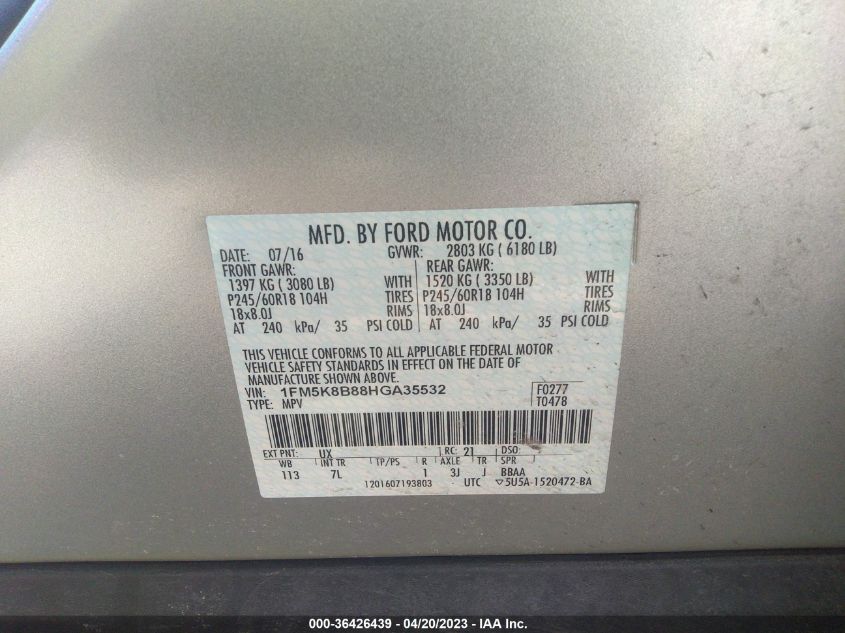 MFD. BY FORD MOTOR CO.
DATE: 07/16 GVWR: 2803 KG ( 6180 LB)
FRONT GAWR: REAR GAWR:
1397 KG ( 3080 LB) WITH 1520 KG ( 3350 LB) WITH
P245/60R18 104H TIRES P245/60R18 104H TIRES
18x8.0J RIMS 18x8.0J RIMS
AT 240 kPa/ 35 PSI COLD AT 240 kPa/ 35 PSI COLD
THIS VEHICLE CONFORMS TO ALL APPLICABLE FEDERAL MOTOR
VEHICLE SAFETY STANDARDS IN EFFECT ON THE DATE OF
MANUFACTURE SHOWN ABOVE.
VIN: 1FM5K8B88HGA35532 F0277
TYPE: MPV T0478
EXT PNT: UX RC: 21 DSO:
WB INT TR TP/PS R AXLE TR SPR
113 7L 1 3J J BBAA
1201607193803 UTC ▽5U5A-1520472-BA
000-36426439 - 04/20/2023 - IAA Inc.